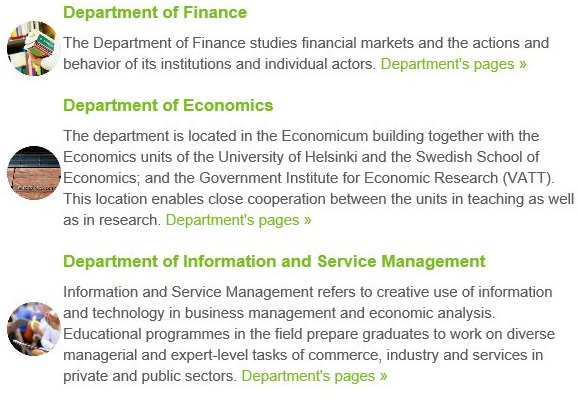 Department of Finance
The Department of Finance studies financial markets and the actions and
behavior of its institutions and individual actors. Department's pages »
Department of Economics
The department is located in the Economicum building together with the
Economics units of the University of Helsinki and the Swedish School of
Economics; and the Government Institute for Economic Research (VATT).
This location enables close cooperation between the units in teaching as well
as in research. Department's pages »
Department of Information and Service Management
Information and Service Management refers to creative use of information
and technology in business management and economic analysis.
Educational programmes in the field prepare graduates to work on diverse
managerial and expert-level tasks of commerce, industry and services in
private and public sectors. Department's pages »